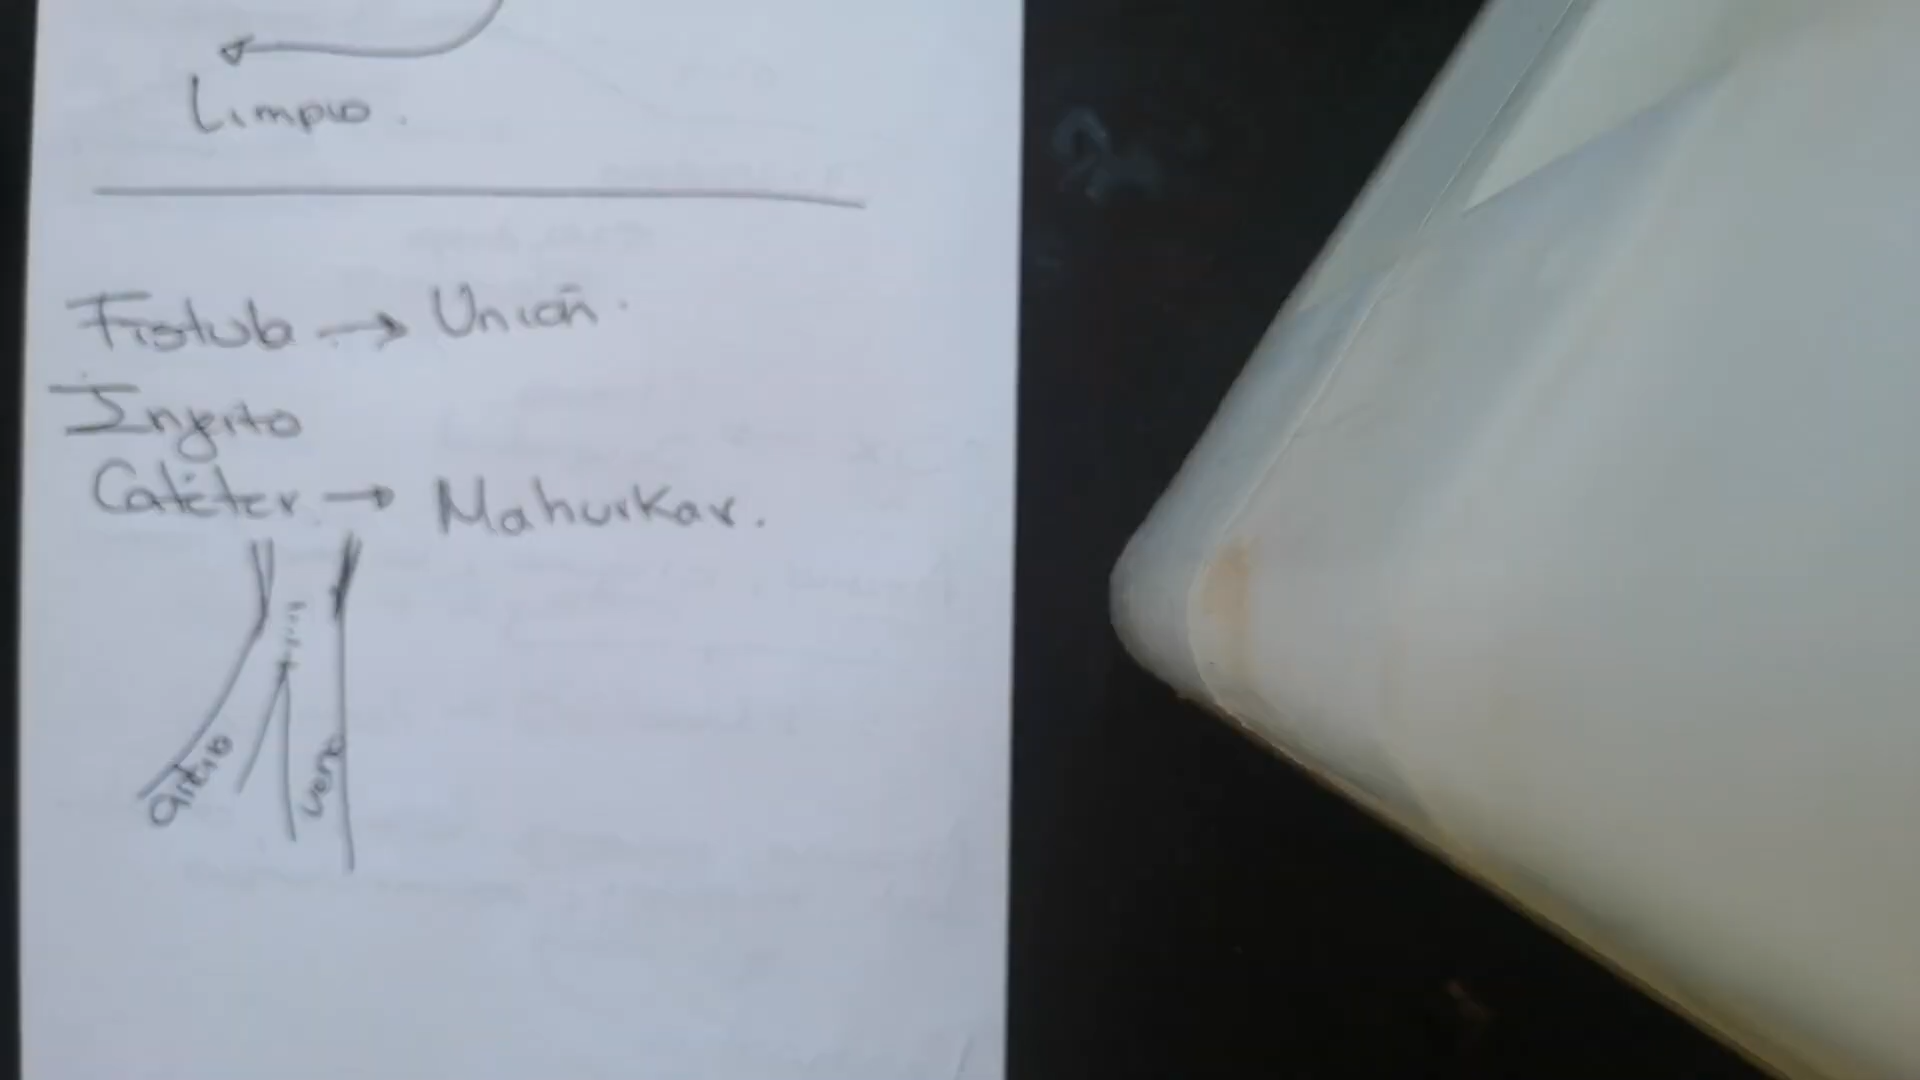 Limpio.
Fistula → Unión.
Injerto
Catéter → Mahurkar.
arteria
vena